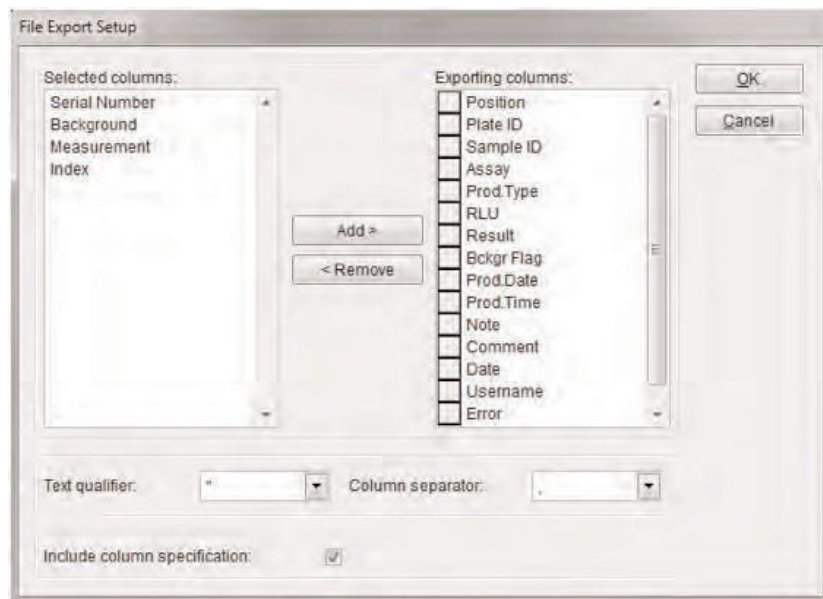 File Export Setup
Selected columns:
Serial Number
Background
Measurement
Index
Add >
< Remove
Exporting columns:
Position
Plate ID
Sample ID
Assay
Prod.Type
RLU
Result
Bckgr Flag
Prod.Date
Prod.Time
Note
Comment
Date
Username
Error
OK
Cancel
Text qualifier: "
Column separator: ,
Include column specification: